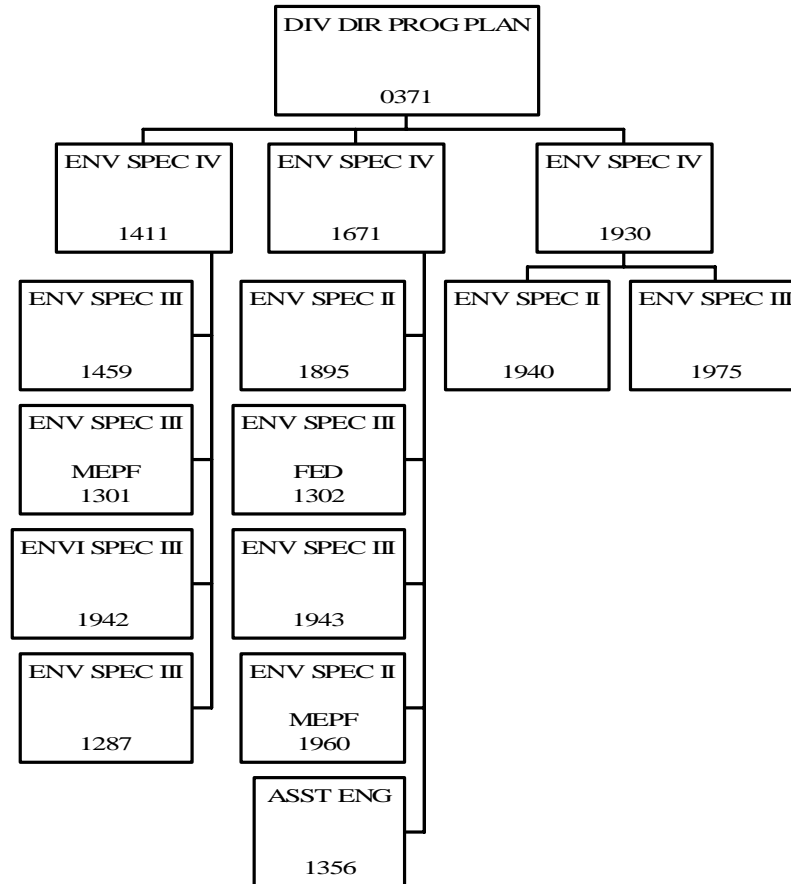 DIV DIR PROG PLAN
0371
ENV SPEC IV
1411
ENV SPEC IV
1671
ENV SPEC IV
1930
ENV SPEC III
1459
ENV SPEC III
MEPF
1301
ENVI SPEC III
1942
ENV SPEC III
1287
ENV SPEC II
1895
ENV SPEC III
FED
1302
ENV SPEC III
1943
ENV SPEC II
MEPF
1960
ASST ENG
1356
ENV SPEC II
1940
ENV SPEC III
1975